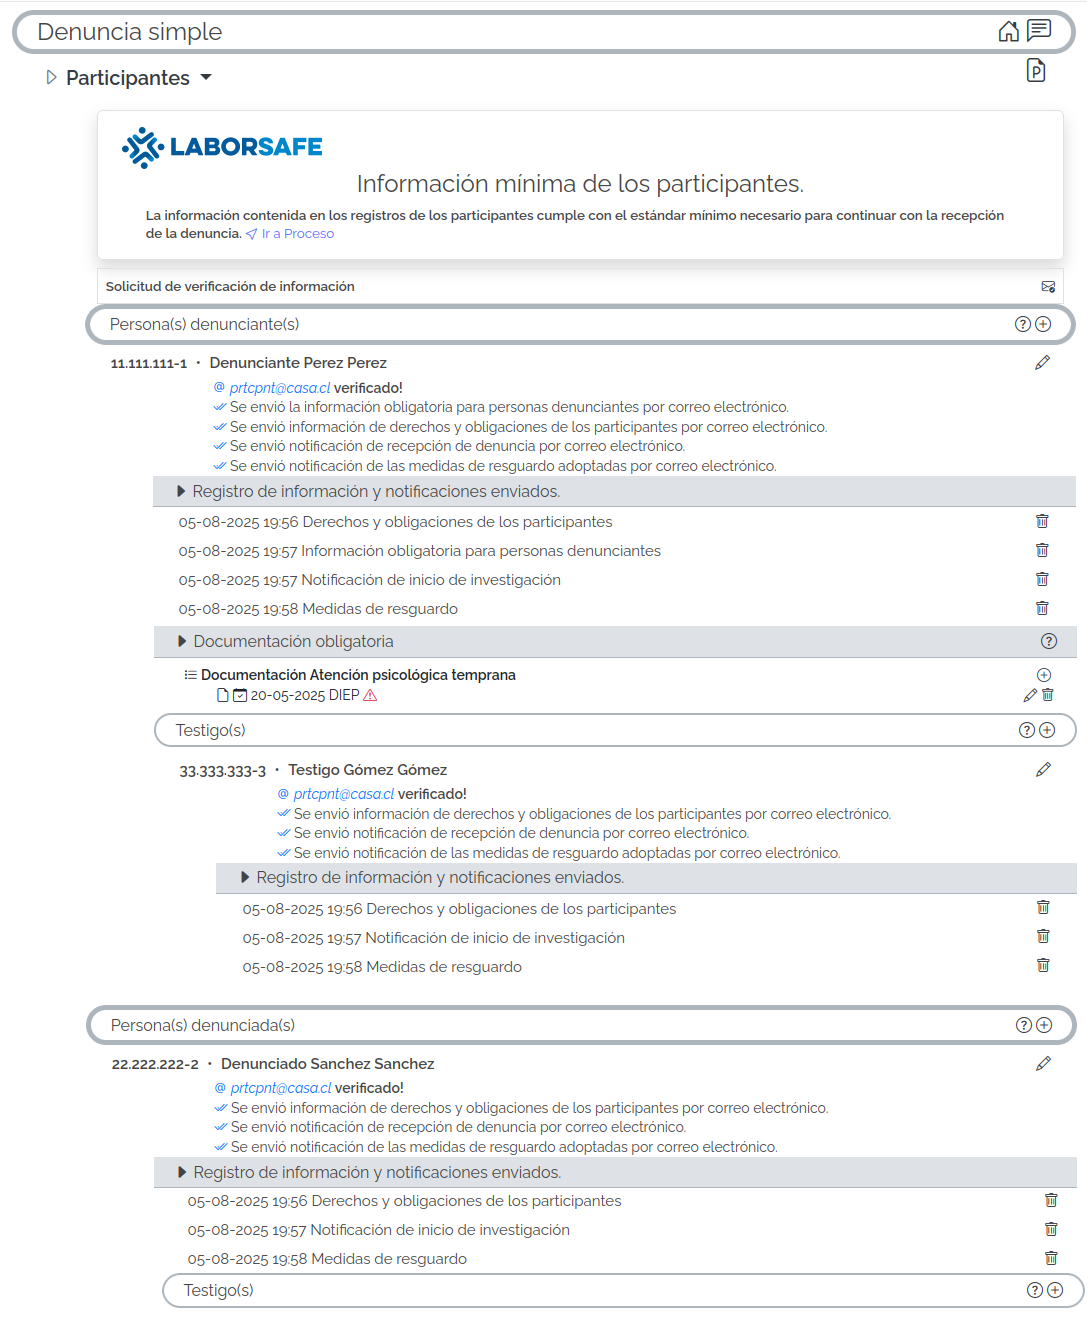 Denuncia simple
Participantes
P
LABORSAFE
Información mínima de los participantes.
La información contenida en los registros de los participantes cumple con el estándar mínimo necesario para continuar con la recepción
de la denuncia. Ir a Proceso
Solicitud de verificación de información
Persona(s) denunciante(s)
11.111.111-1 • Denunciante Perez Perez
@ prtcpnt@casa.cl verificado!
Se envió la información obligatoria para personas denunciantes por correo electrónico.
Se envió información de derechos y obligaciones de los participantes por correo electrónico.
Se envió notificación de recepción de denuncia por correo electrónico.
Se envió notificación de las medidas de resguardo adoptadas por correo electrónico.
Registro de información y notificaciones enviados.
05-08-2025 19:56 Derechos y obligaciones de los participantes
05-08-2025 19:57 Información obligatoria para personas denunciantes
05-08-2025 19:57 Notificación de inicio de investigación
05-08-2025 19:58 Medidas de resguardo
Documentación obligatoria
Documentación Atención psicológica temprana
20-05-2025 DIEP
Testigo(s)
33.333.333-3 • Testigo Gómez Gómez
@ prtcpnt@casa.cl verificado!
Se envió información de derechos y obligaciones de los participantes por correo electrónico.
Se envió notificación de recepción de denuncia por correo electrónico.
Se envió notificación de las medidas de resguardo adoptadas por correo electrónico.
Registro de información y notificaciones enviados.
05-08-2025 19:56 Derechos y obligaciones de los participantes
05-08-2025 19:57 Notificación de inicio de investigación
05-08-2025 19:58 Medidas de resguardo
Persona(s) denunciada(s)
22.222.222-2 • Denunciado Sanchez Sanchez
@ prtcpnt@casa.cl verificado!
Se envió información de derechos y obligaciones de los participantes por correo electrónico.
Se envió notificación de recepción de denuncia por correo electrónico.
Se envió notificación de las medidas de resguardo adoptadas por correo electrónico.
Registro de información y notificaciones enviados.
05-08-2025 19:56 Derechos y obligaciones de los participantes
05-08-2025 19:57 Notificación de inicio de investigación
05-08-2025 19:58 Medidas de resguardo
Testigo(s)